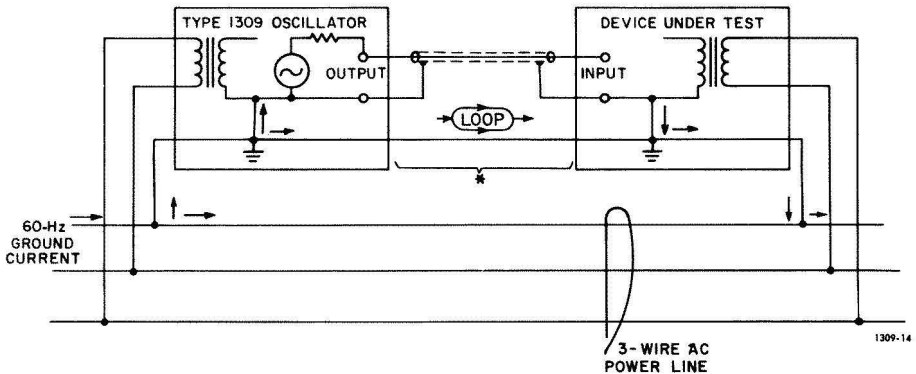 TYPE 1309 OSCILLATOR
DEVICE UNDER TEST
OUTPUT
INPUT
LOOP
*
60-Hz
GROUND
CURRENT
1309-14
3-WIRE AC
POWER LINE